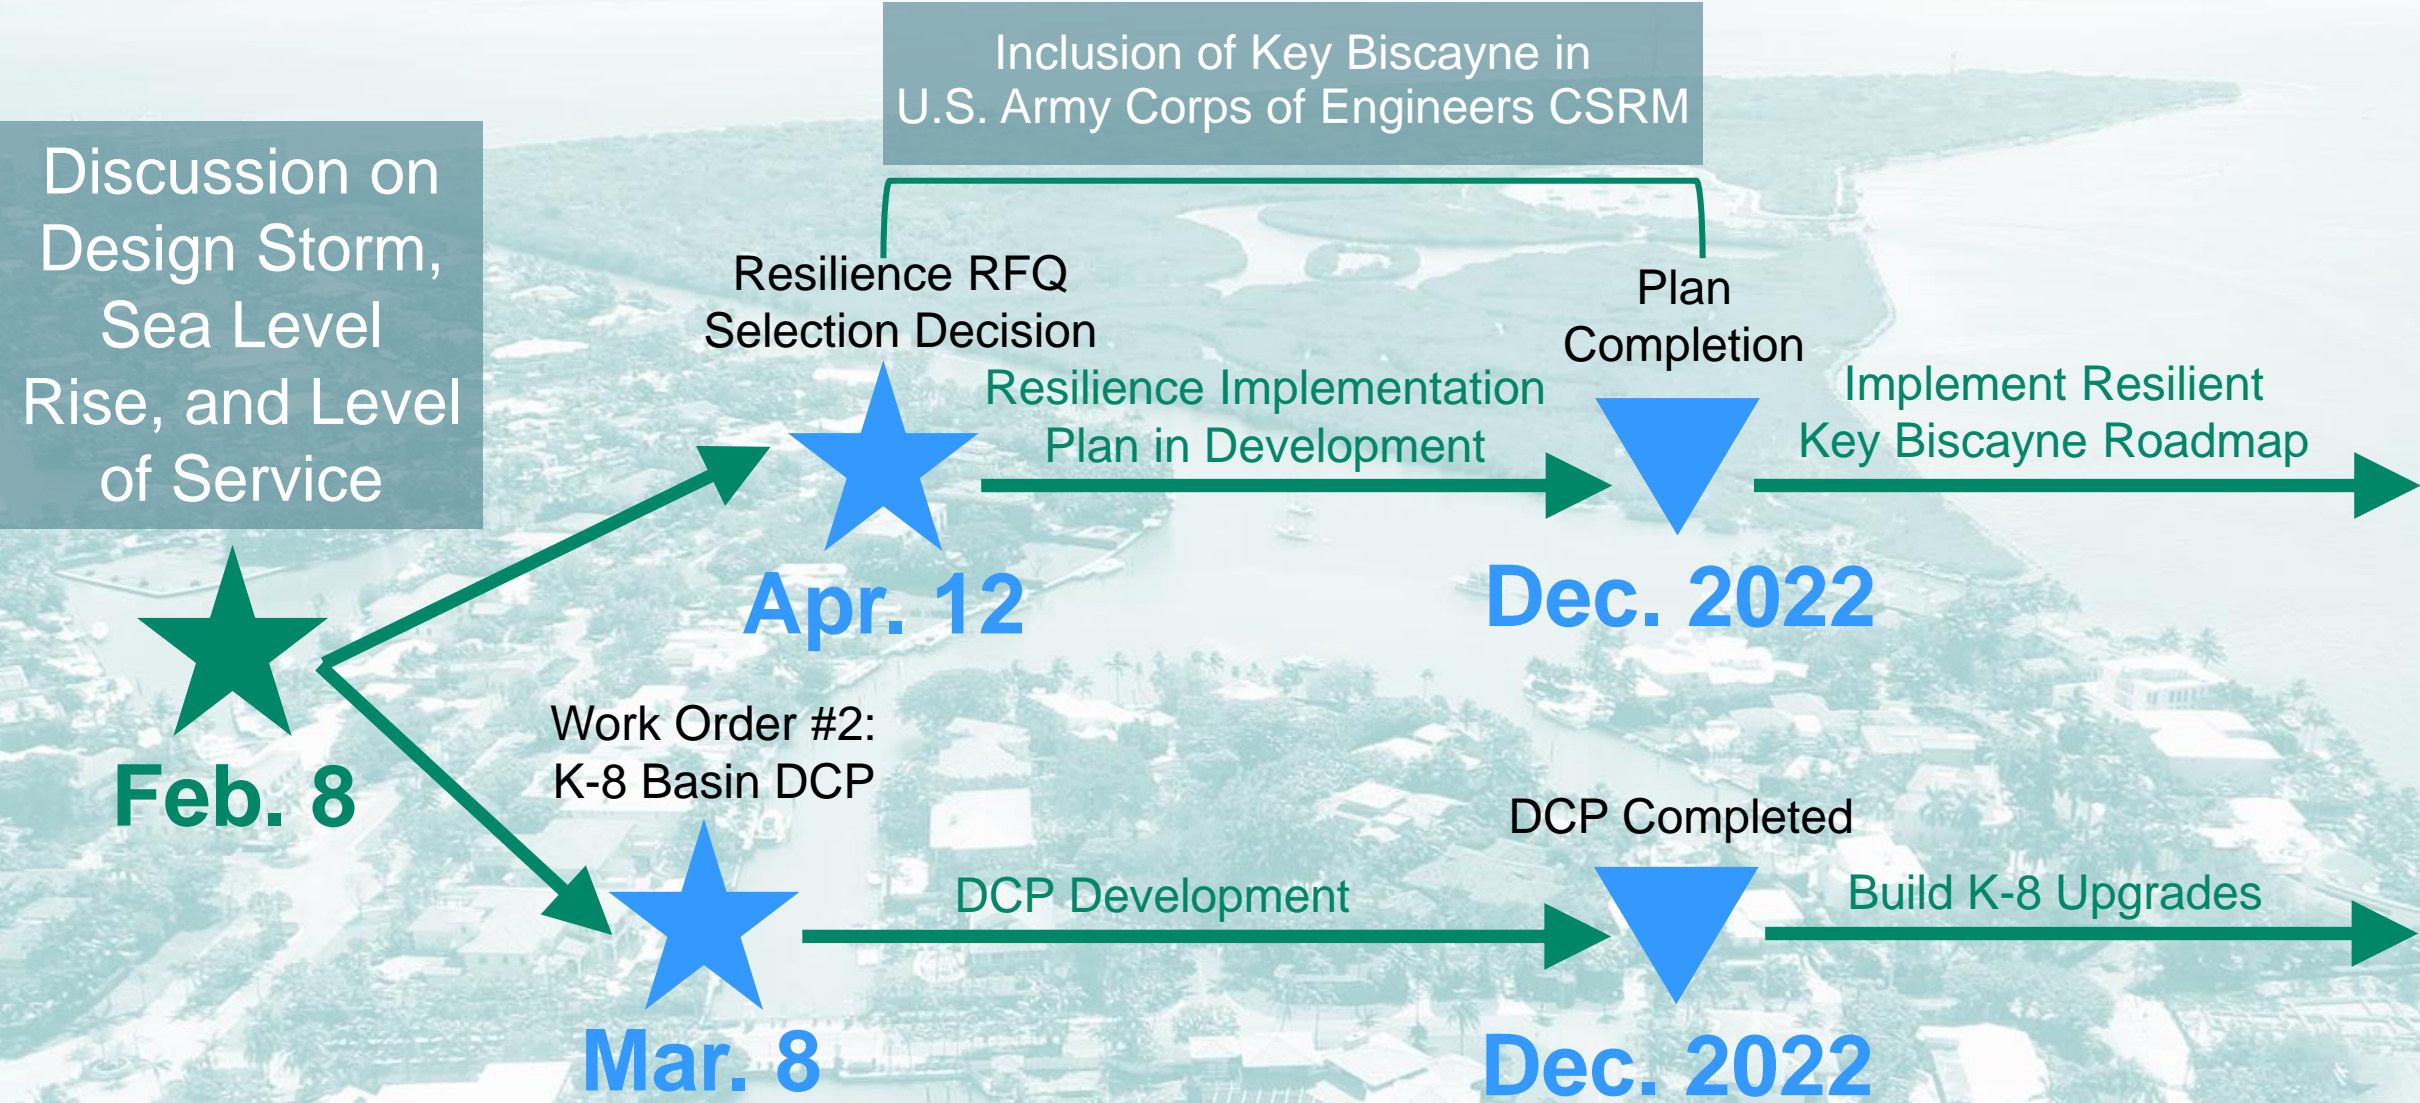 Inclusion of Key Biscayne in
U.S. Army Corps of Engineers CSRM
Discussion on
Design Storm,
Sea Level
Rise, and Level
of Service
Feb. 8
Resilience RFQ
Selection Decision
Apr. 12
Resilience Implementation
Plan in Development
Plan
Completion
Dec. 2022
Implement Resilient
Key Biscayne Roadmap
Work Order #2:
K-8 Basin DCP
Mar. 8
DCP Development
DCP Completed
Dec. 2022
Build K-8 Upgrades